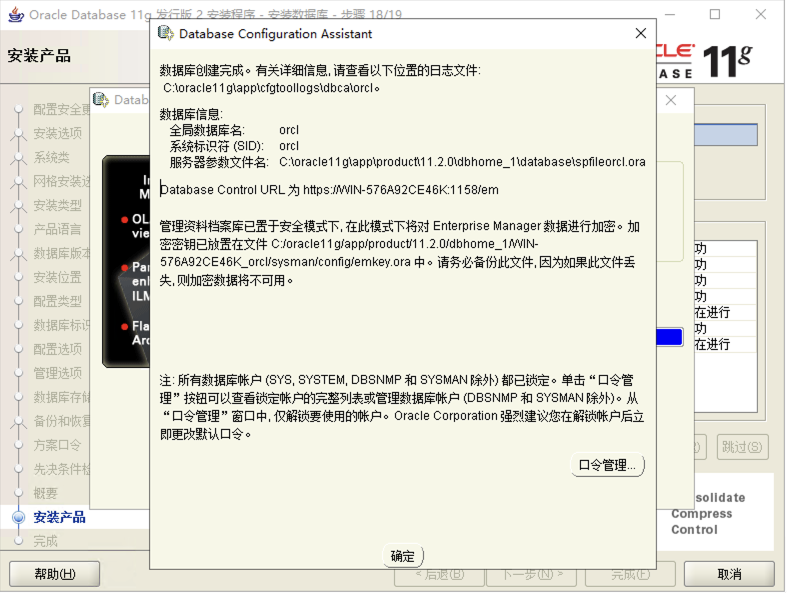 Oracle Database 11g 发行版 2 安装程序 - 安装数据库 - 步骤 18/19
安装产品
11g
配置安全更
安装选项
系统类
网格安装选
安装类型
产品语言
数据库版本
安装位置
配置类型
数据库标识
配置选项
管理选项
数据库存储
备份和恢复
方案口令
先决条件检
概要
安装产品
完成
Datab
OL
vie
Par
enh
ILM
Fla
Arc
Database Configuration Assistant
数据库创建完成。有关详细信息,请查看以下位置的日志文件:
C:\oracle11g\app\cfgtoollogs\dbca\orcl。
数据库信息:
全局数据库名: orcl
系统标识符 (SID): orcl
服务器参数文件名: C:\oracle11g\app\product\11.2.0\dbhome_1\database\spfileorcl.ora
Database Control URL 为 https://WIN-576A92CE46K:1158/em
管理资料档案库已置于安全模式下, 在此模式下将对 Enterprise Manager 数据进行加密。加
密密钥已放置在文件 C:/oracle11g/app/product/11.2.0/dbhome_1/WIN-
576A92CE46K_orcl/sysman/config/emkey.ora 中。请务必备份此文件, 因为如果此文件丢
失, 则加密数据将不可用。
注: 所有数据库帐户 (SYS, SYSTEM, DBSNMP 和 SYSMAN 除外) 都已锁定。单击 “口令管
理” 按钮可以查看锁定帐户的完整列表或管理数据库帐户 (DBSNMP 和 SYSMAN 除外)。从
“口令管理” 窗口中, 仅解锁要使用的帐户。Oracle Corporation 强烈建议您在解锁帐户后立
即更改默认口令。
口令管理...
确定
功
功
功
功
在进行
功
在进行
跳过(S)
solidate
Compress
Control
帮助(H)
< 后退(B)
下一步(N) >
完成(F)
取消